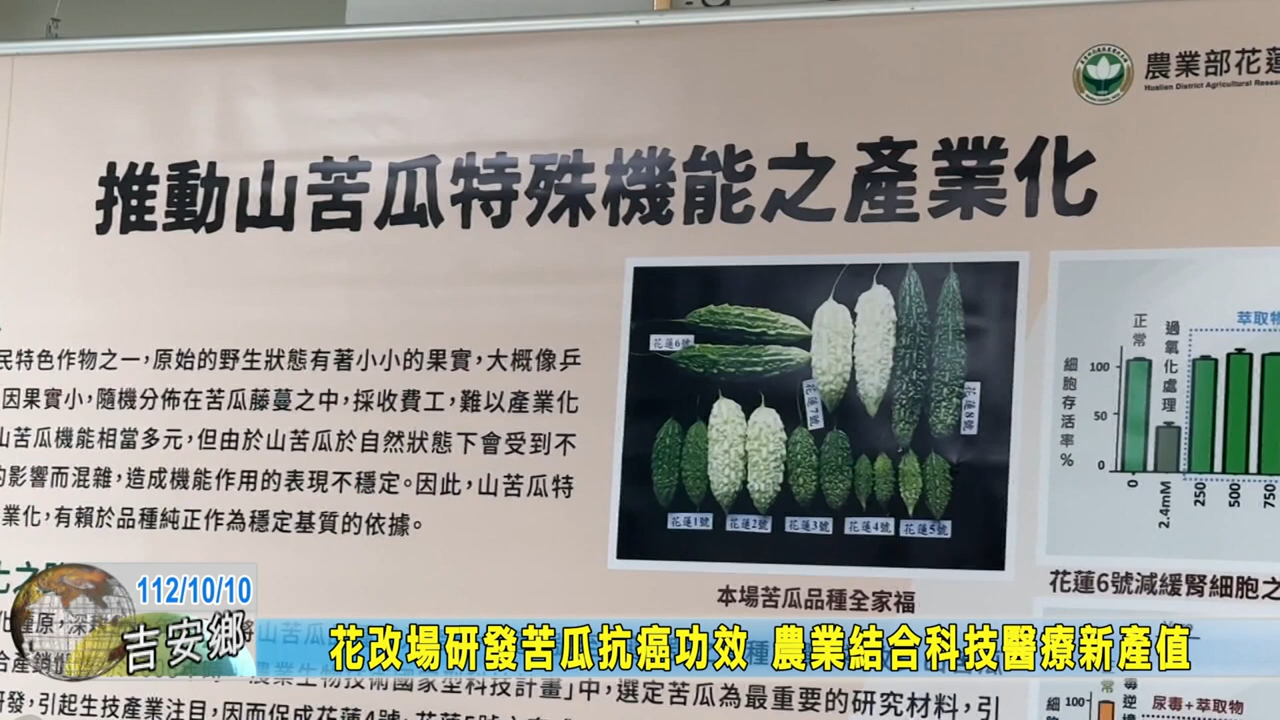 農業部花蓮
Hualien District Agricultural
推動山苦瓜特殊機能之產業化
民特色作物之一，原始的野生狀態有著小小的果實，大概像乒
因果實小，隨機分佈在苦瓜藤蔓之中，採收費工，難以產業化
山苦瓜機能相當多元，但由於山苦瓜於自然狀態下會受到不
的影響而混雜，造成機能作用的表現不穩定。因此，山苦瓜特
業化，有賴於品種純正作為穩定基質的依據。
花蓮6號
花蓮7號
花蓮8號
花蓮1號
花蓮2號
花蓮3號
花蓮4號
花蓮5號
本場苦瓜品種全家福
正常
過氧化處理
萃取物
細胞存活率%
100
50
0
0
2.4mM
250
500
750
花蓮6號減緩腎細胞之
112/10/10
吉安鄉
花改場研發苦瓜抗癌功效 農業結合科技醫療新產值
農業生物技術國家型科技計畫」中，選定苦瓜為最重要的研究材料，引
研發，引起生技產業注目，因而促成花蓮4號、花蓮5號
細
100
常
毒
逆
尿毒+萃取物